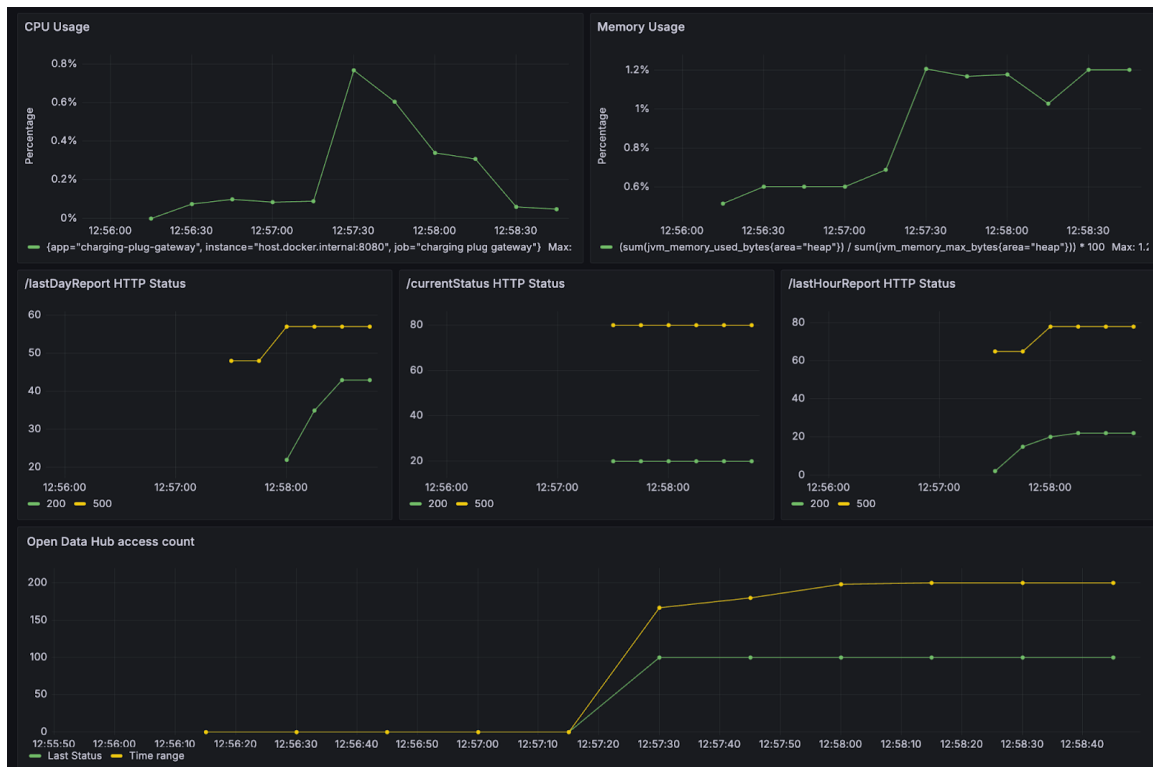 CPU Usage
Percentage
0.8%
0.6%
0.4%
0.2%
0%
12:56:00 12:56:30 12:57:00 12:57:30 12:58:00 12:58:30
{app="charging-plug-gateway", instance="host.docker.internal:8080", job="charging plug gateway"} Max:
Memory Usage
Percentage
1.2%
1%
0.8%
0.6%
12:56:00 12:56:30 12:57:00 12:57:30 12:58:00 12:58:30
(sum(jvm_memory_used_bytes{area="heap"}) / sum(jvm_memory_max_bytes{area="heap"})) * 100 Max: 1.2
/lastDayReport HTTP Status
60
50
40
30
20
12:56:00 12:57:00 12:58:00
200 500
/currentStatus HTTP Status
80
60
40
20
12:56:00 12:57:00 12:58:00
200 500
/lastHourReport HTTP Status
80
60
40
20
0
12:56:00 12:57:00 12:58:00
200 500
Open Data Hub access count
200
150
100
50
0
12:55:50 12:56:00 12:56:10 12:56:20 12:56:30 12:56:40 12:56:50 12:57:00 12:57:10 12:57:20 12:57:30 12:57:40 12:57:50 12:58:00 12:58:10 12:58:20 12:58:30 12:58:40
Last Status Time range